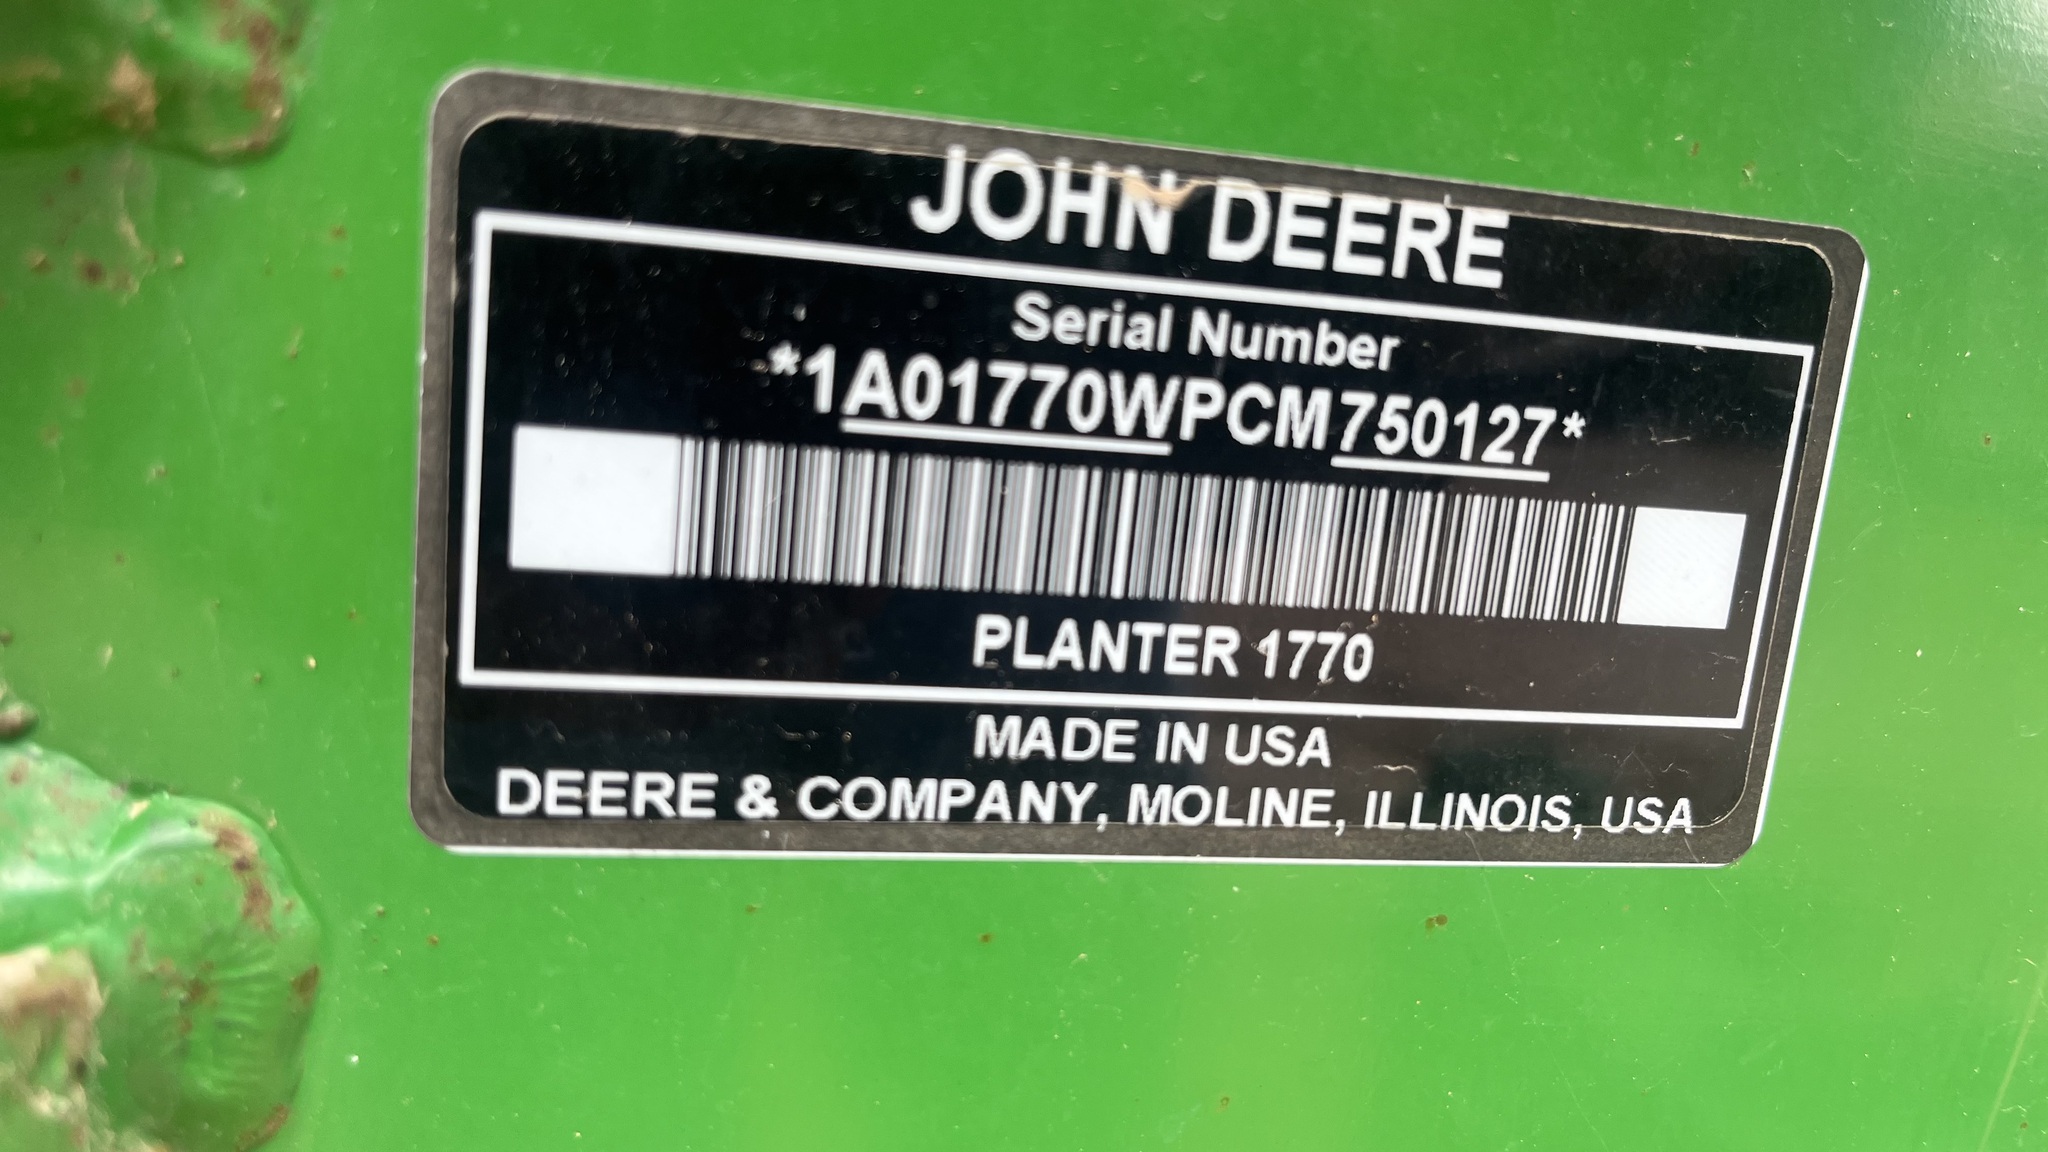 JOHN DEERE
Serial Number
*1A01770WPCM750127*
PLANTER 1770
MADE IN USA
DEERE & COMPANY, MOLINE, ILLINOIS, USA